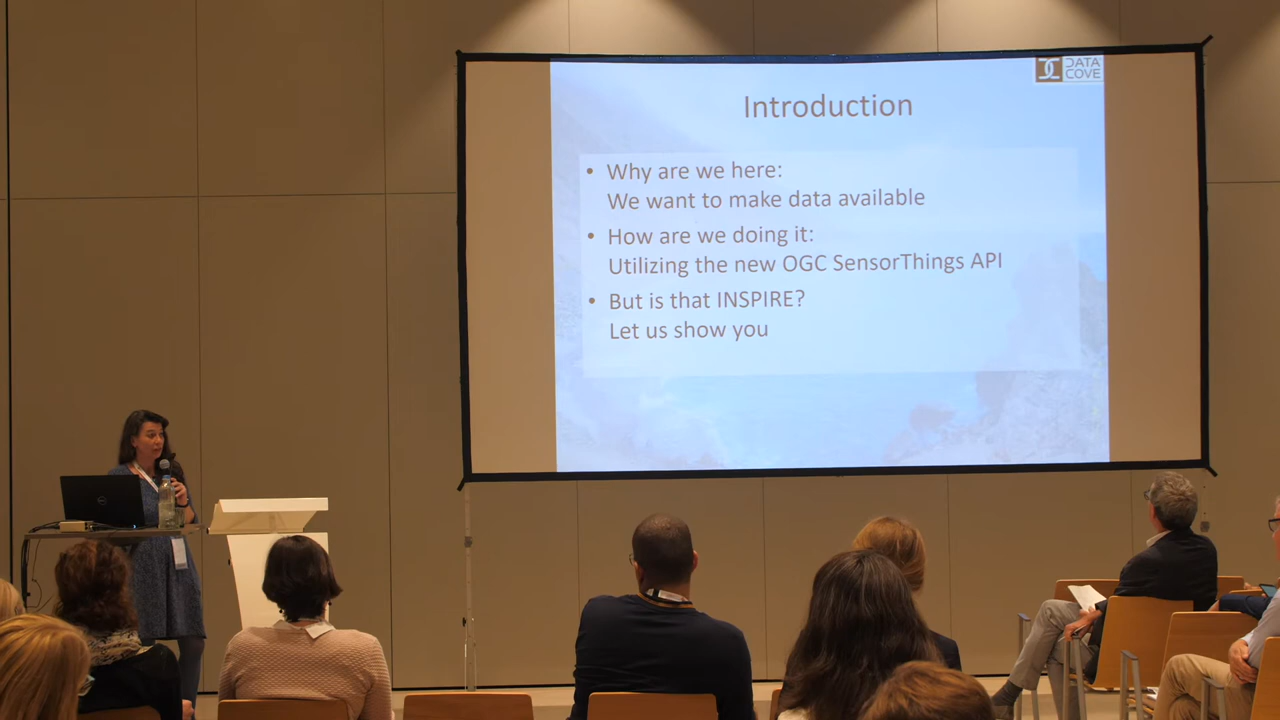 DATA
COVE
Introduction
• Why are we here:
We want to make data available
• How are we doing it:
Utilizing the new OGC SensorThings API
• But is that INSPIRE?
Let us show you